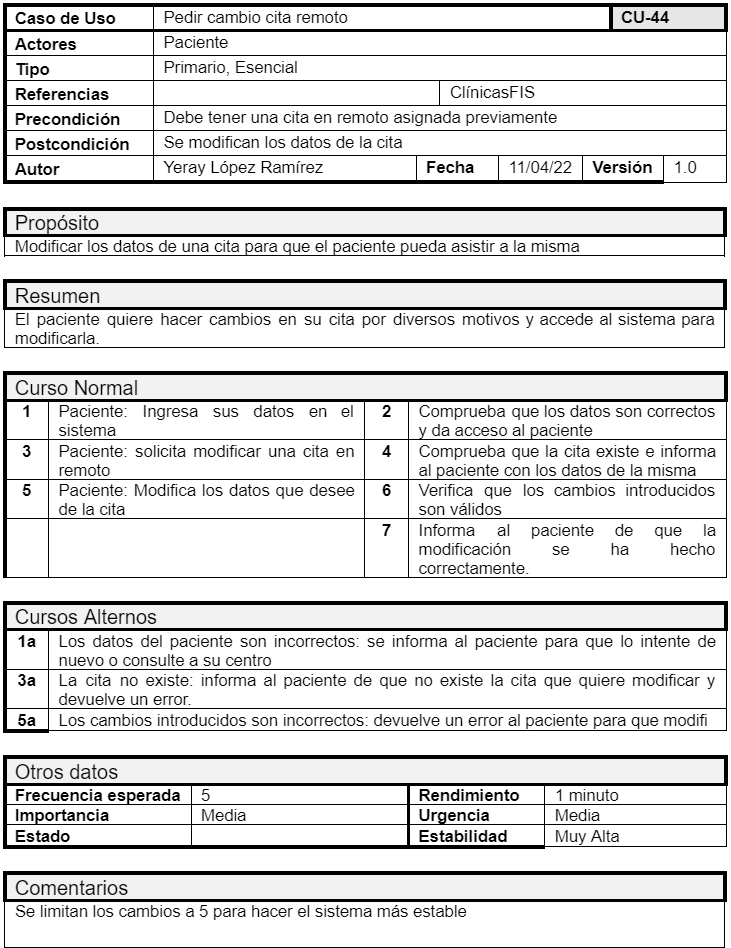 Caso de Uso Pedir cambio cita remoto CU-44
Actores Paciente
Tipo Primario, Esencial
Referencias ClínicasFIS
Precondición Debe tener una cita en remoto asignada previamente
Postcondición Se modifican los datos de la cita
Autor Yeray López Ramírez Fecha 11/04/22 Versión 1.0
Propósito
Modificar los datos de una cita para que el paciente pueda asistir a la misma
Resumen
El paciente quiere hacer cambios en su cita por diversos motivos y accede al sistema para
modificarla.
Curso Normal
1 Paciente: Ingresa sus datos en el
sistema
2 Comprueba que los datos son correctos
y da acceso al paciente
3 Paciente: solicita modificar una cita en
remoto
4 Comprueba que la cita existe e informa
al paciente con los datos de la misma
5 Paciente: Modifica los datos que desee
de la cita
6 Verifica que los cambios introducidos
son válidos
7 Informa al paciente de que la
modificación se ha hecho
correctamente.
Cursos Alternos
1a Los datos del paciente son incorrectos: se informa al paciente para que lo intente de
nuevo o consulte a su centro
3a La cita no existe: informa al paciente de que no existe la cita que quiere modificar y
devuelve un error.
5a Los cambios introducidos son incorrectos: devuelve un error al paciente para que modifi
Otros datos
Frecuencia esperada 5 Rendimiento 1 minuto
Importancia Media Urgencia Media
Estado Estabilidad Muy Alta
Comentarios
Se limitan los cambios a 5 para hacer el sistema más estable